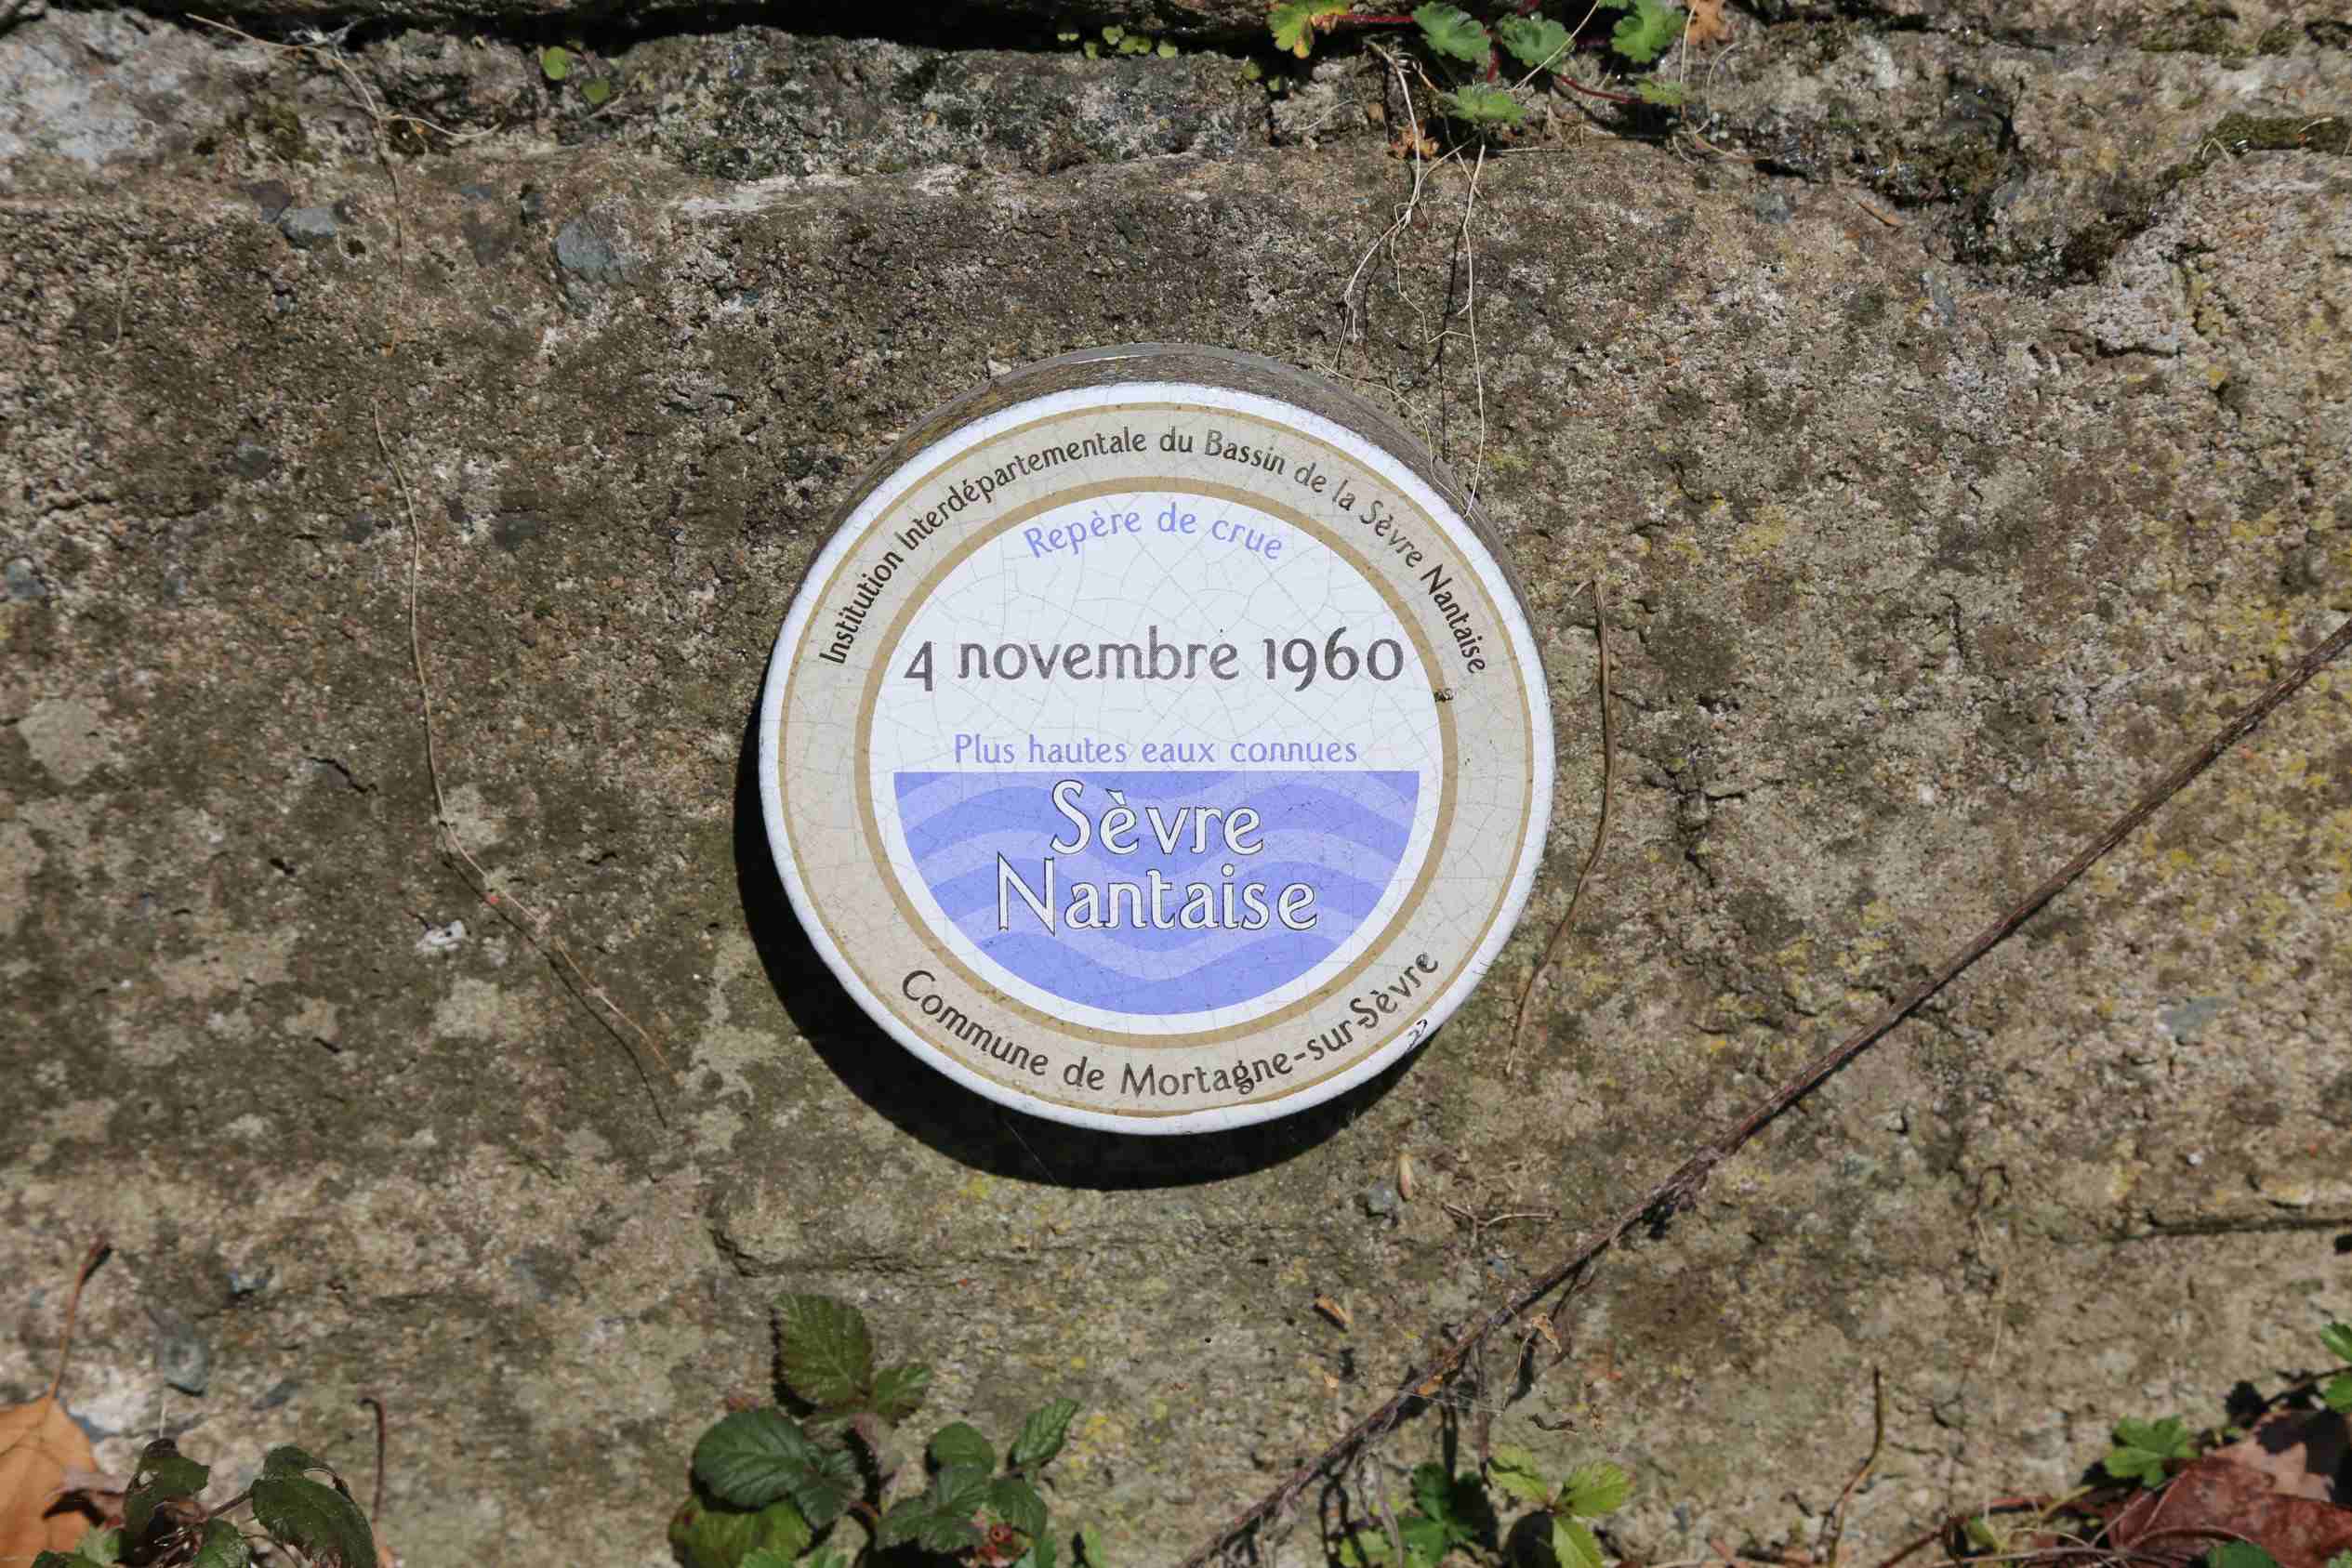 Institution Interdépartementale du Bassin de la Sèvre Nantaise
Repère de crue
4 novembre 1960
Plus hautes eaux connues
Sèvre
Nantaise
Commune de Mortagne-sur-Sèvre